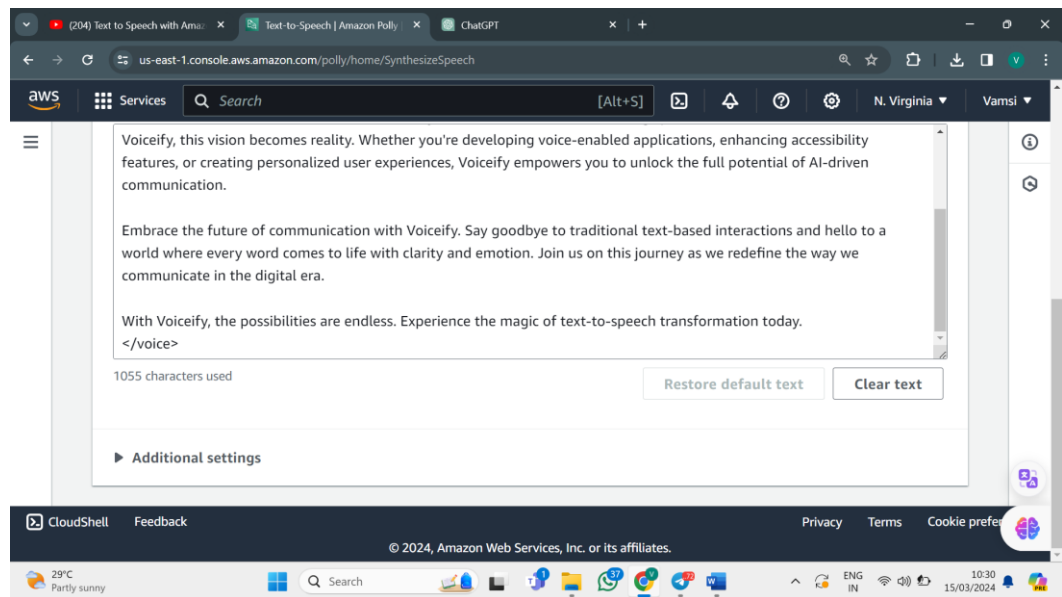 (204) Text to Speech with Amaz
Text-to-Speech | Amazon Polly
ChatGPT
us-east-1.console.aws.amazon.com/polly/home/SynthesizeSpeech
aws
Services
Search
[Alt+S]
N. Virginia ▼
Vamsi ▼
Voiceify, this vision becomes reality. Whether you're developing voice-enabled applications, enhancing accessibility
features, or creating personalized user experiences, Voiceify empowers you to unlock the full potential of AI-driven
communication.
Embrace the future of communication with Voiceify. Say goodbye to traditional text-based interactions and hello to a
world where every word comes to life with clarity and emotion. Join us on this journey as we redefine the way we
communicate in the digital era.
With Voiceify, the possibilities are endless. Experience the magic of text-to-speech transformation today.
</voice>
1055 characters used
Restore default text
Clear text
Additional settings
CloudShell
Feedback
Privacy
Terms
Cookie prefe
© 2024, Amazon Web Services, Inc. or its affiliates.
29°C
Partly sunny
Search
37
ENG
IN
10:30
15/03/2024